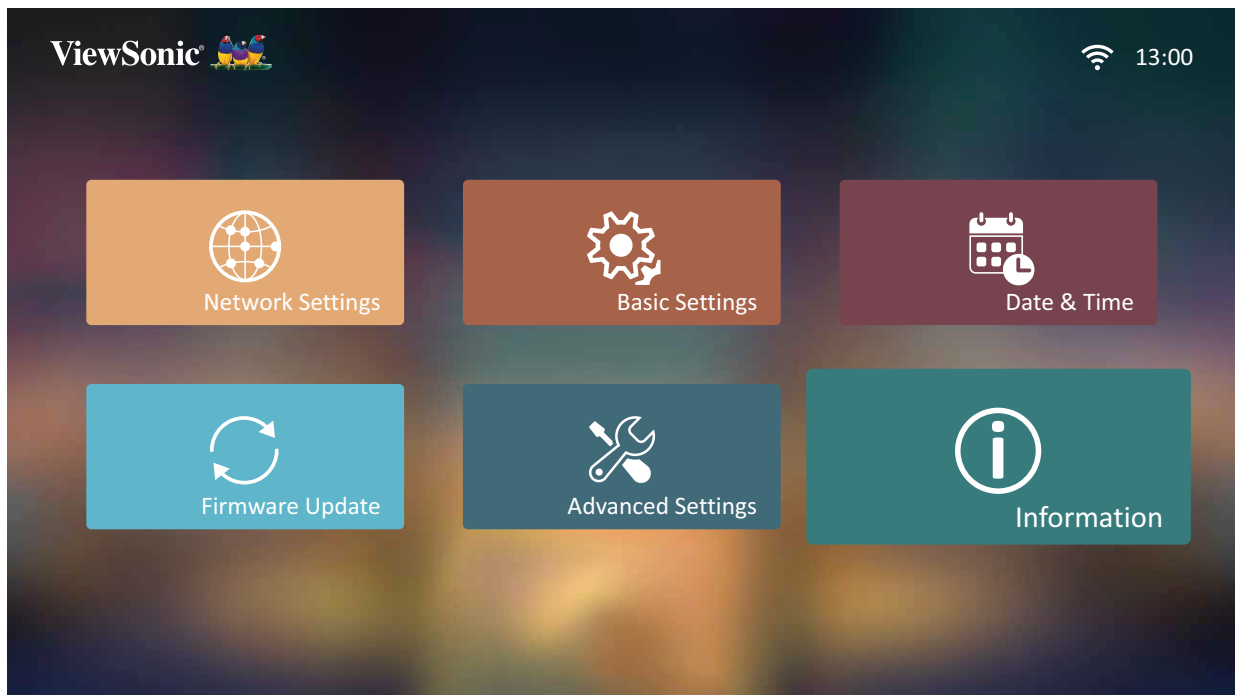 ViewSonic®
13:00
Network Settings
Basic Settings
Date & Time
Firmware Update
Advanced Settings
Information